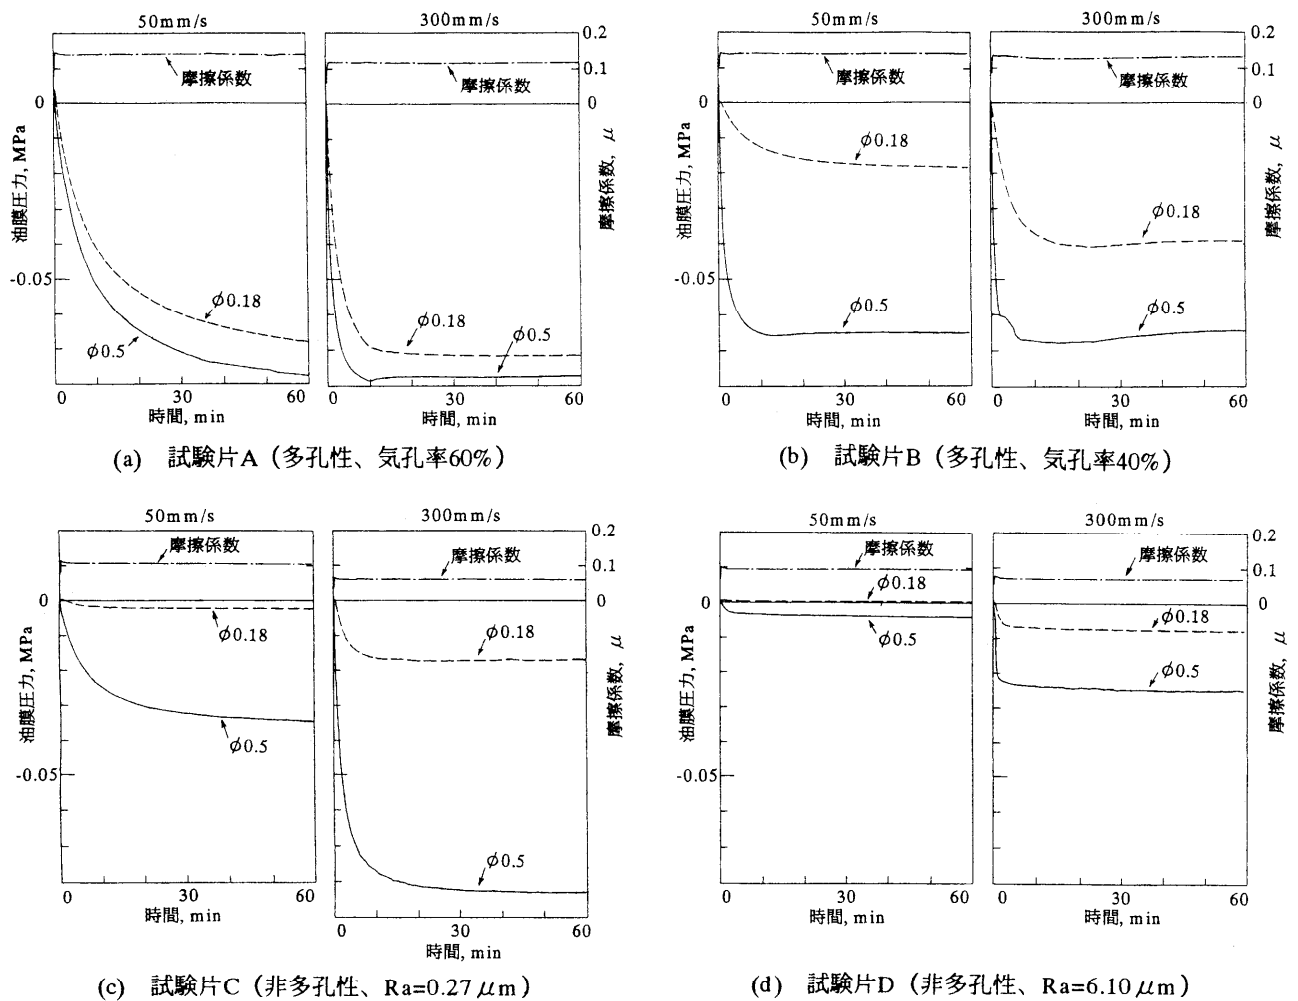 50mm/s
300mm/s
0.2
0.1
0
摩擦係数
摩擦係数
0
-0.05
油膜圧力, MPa
摩擦係数, μ
φ0.18
φ0.5
φ0.18
φ0.5
0 30 60
時間, min
0 30 60
時間, min
(a) 試験片A（多孔性、気孔率60%）
50mm/s
300mm/s
0.2
0.1
0
摩擦係数
摩擦係数
0
-0.05
油膜圧力, MPa
摩擦係数, μ
φ0.18
φ0.5
φ0.18
φ0.5
0 30 60
時間, min
0 30 60
時間, min
(b) 試験片B（多孔性、気孔率40%）
50mm/s
300mm/s
0.2
0.1
0
摩擦係数
摩擦係数
0
-0.05
油膜圧力, MPa
摩擦係数, μ
φ0.18
φ0.5
φ0.18
φ0.5
0 30 60
時間, min
0 30 60
時間, min
(c) 試験片C（非多孔性、Ra=0.27μm）
50mm/s
300mm/s
0.2
0.1
0
摩擦係数
摩擦係数
0
-0.05
油膜圧力, MPa
摩擦係数, μ
φ0.18
φ0.5
φ0.18
φ0.5
0 30 60
時間, min
0 30 60
時間, min
(d) 試験片D（非多孔性、Ra=6.10μm）